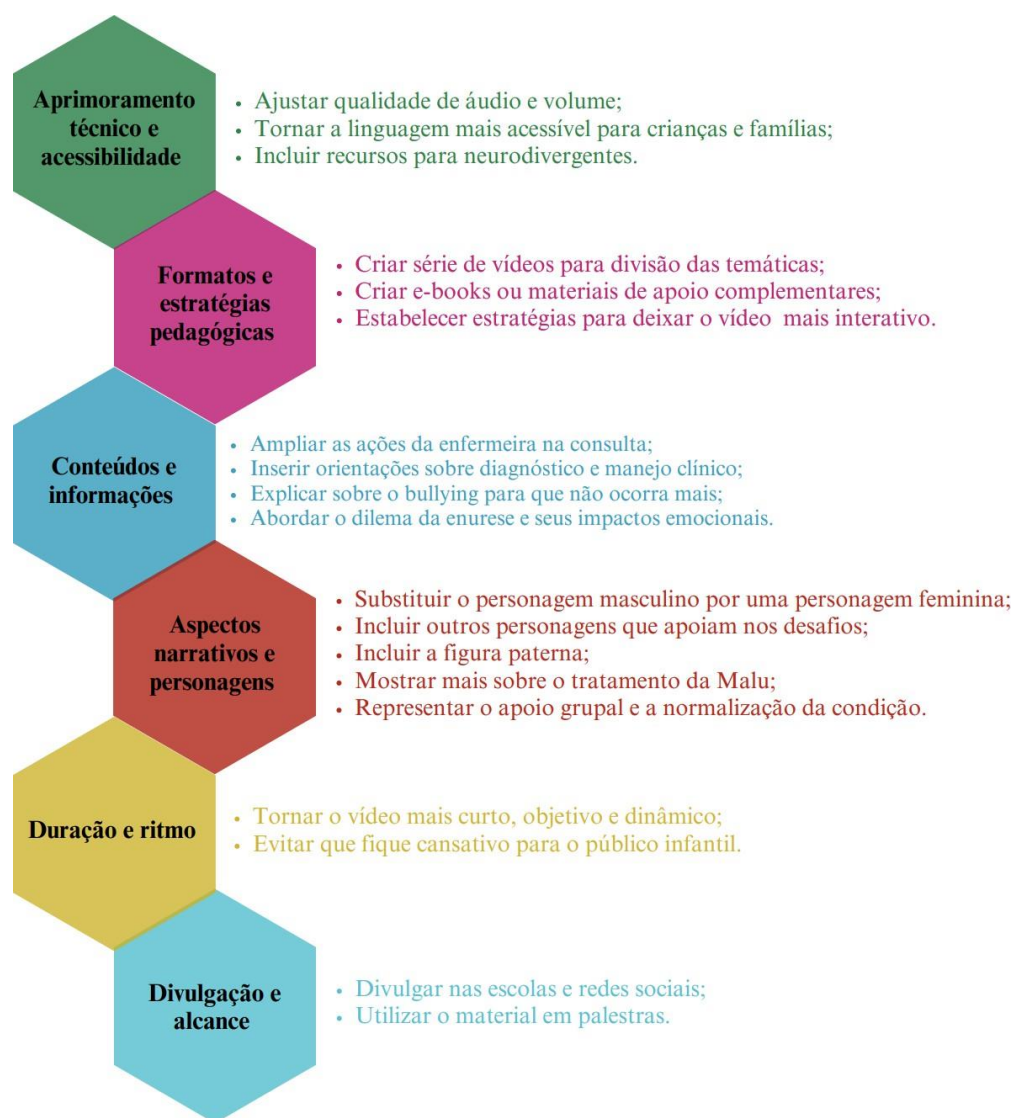 Aprimoramento
técnico e
acessibilidade
• Ajustar qualidade de áudio e volume;
• Tornar a linguagem mais acessível para crianças e famílias;
• Incluir recursos para neurodivergentes.
Formatos e
estratégias
pedagógicas
• Criar série de vídeos para divisão das temáticas;
• Criar e-books ou materiais de apoio complementares;
• Estabelecer estratégias para deixar o vídeo mais interativo.
Conteúdos e
informações
• Ampliar as ações da enfermeira na consulta;
• Inserir orientações sobre diagnóstico e manejo clínico;
• Explicar sobre o bullying para que não ocorra mais;
• Abordar o dilema da enurese e seus impactos emocionais.
Aspectos
narrativos e
personagens
• Substituir o personagem masculino por uma personagem feminina;
• Incluir outros personagens que apoiam nos desafios;
• Incluir a figura paterna;
• Mostrar mais sobre o tratamento da Malu;
• Representar o apoio grupal e a normalização da condição.
Duração e ritmo
• Tornar o vídeo mais curto, objetivo e dinâmico;
• Evitar que fique cansativo para o público infantil.
Divulgação e
alcance
• Divulgar nas escolas e redes sociais;
• Utilizar o material em palestras.